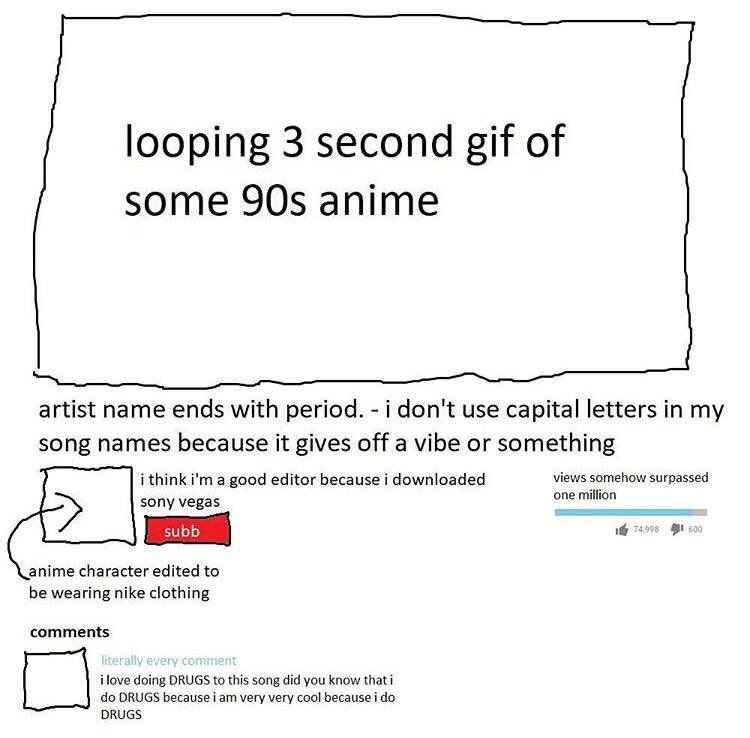 looping 3 second gif of
some 90s anime
artist name ends with period. - i don't use capital letters in my
song names because it gives off a vibe or something
i think i'm a good editor because i downloaded
sony vegas
subb
views somehow surpassed
one million
74,998 600
anime character edited to
be wearing nike clothing
comments
literally every comment
i love doing DRUGS to this song did you know that i
do DRUGS because i am very very cool because i do
DRUGS